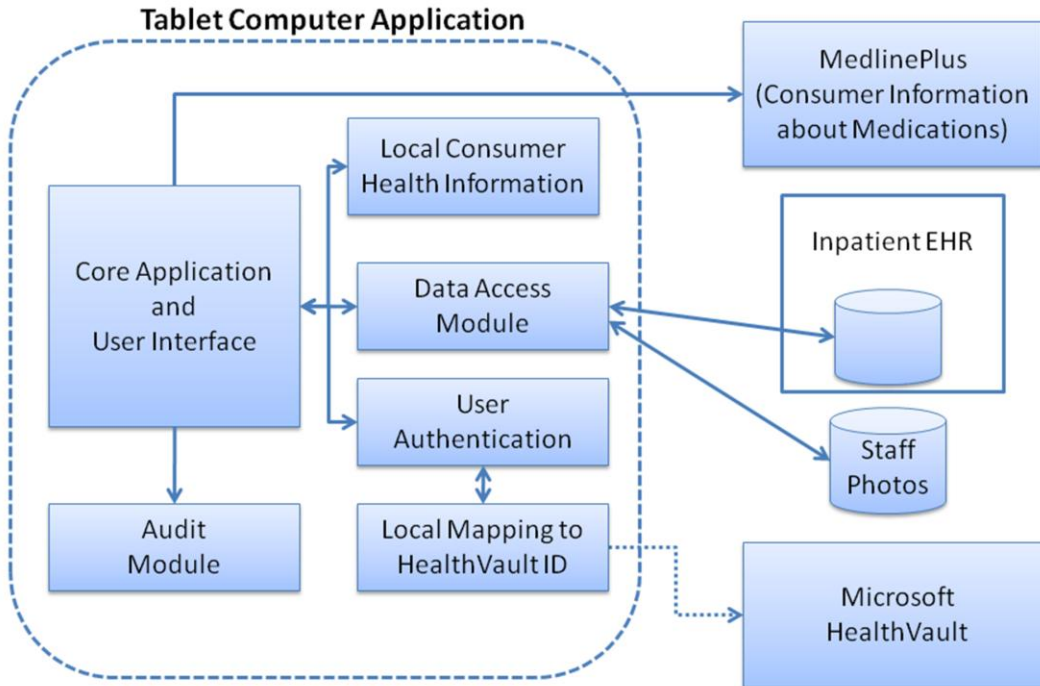 Tablet Computer Application
MedlinePlus
(Consumer Information
about Medications)
Local Consumer
Health Information
Core Application
and
User Interface
Data Access
Module
Inpatient EHR
User
Authentication
Staff
Photos
Audit
Module
Local Mapping to
HealthVault ID
Microsoft
HealthVault